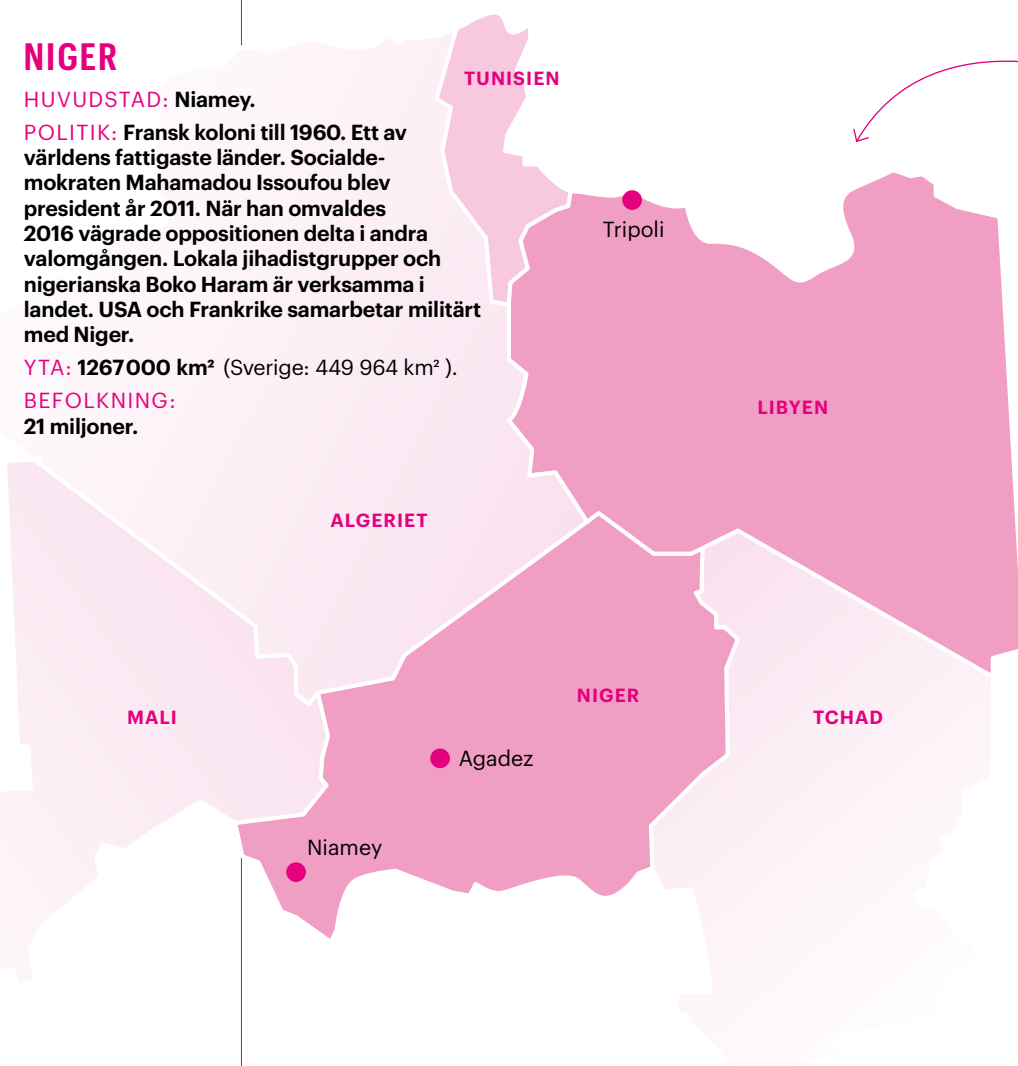 NIGER
HUVUDSTAD: Niamey.
POLITIK: Fransk koloni till 1960. Ett av
världens fattigaste länder. Socialde-
mokraten Mahamadou Issoufou blev
president år 2011. När han omvaldes
2016 vägrade oppositionen delta i andra
valomgången. Lokala jihadistgrupper och
nigerianska Boko Haram är verksamma i
landet. USA och Frankrike samarbetar militärt
med Niger.
YTA: 1267000 km² (Sverige: 449 964 km² ).
BEFOLKNING:
21 miljoner.
TUNISIEN
Tripoli
LIBYEN
ALGERIET
NIGER
MALI
TCHAD
Agadez
Niamey